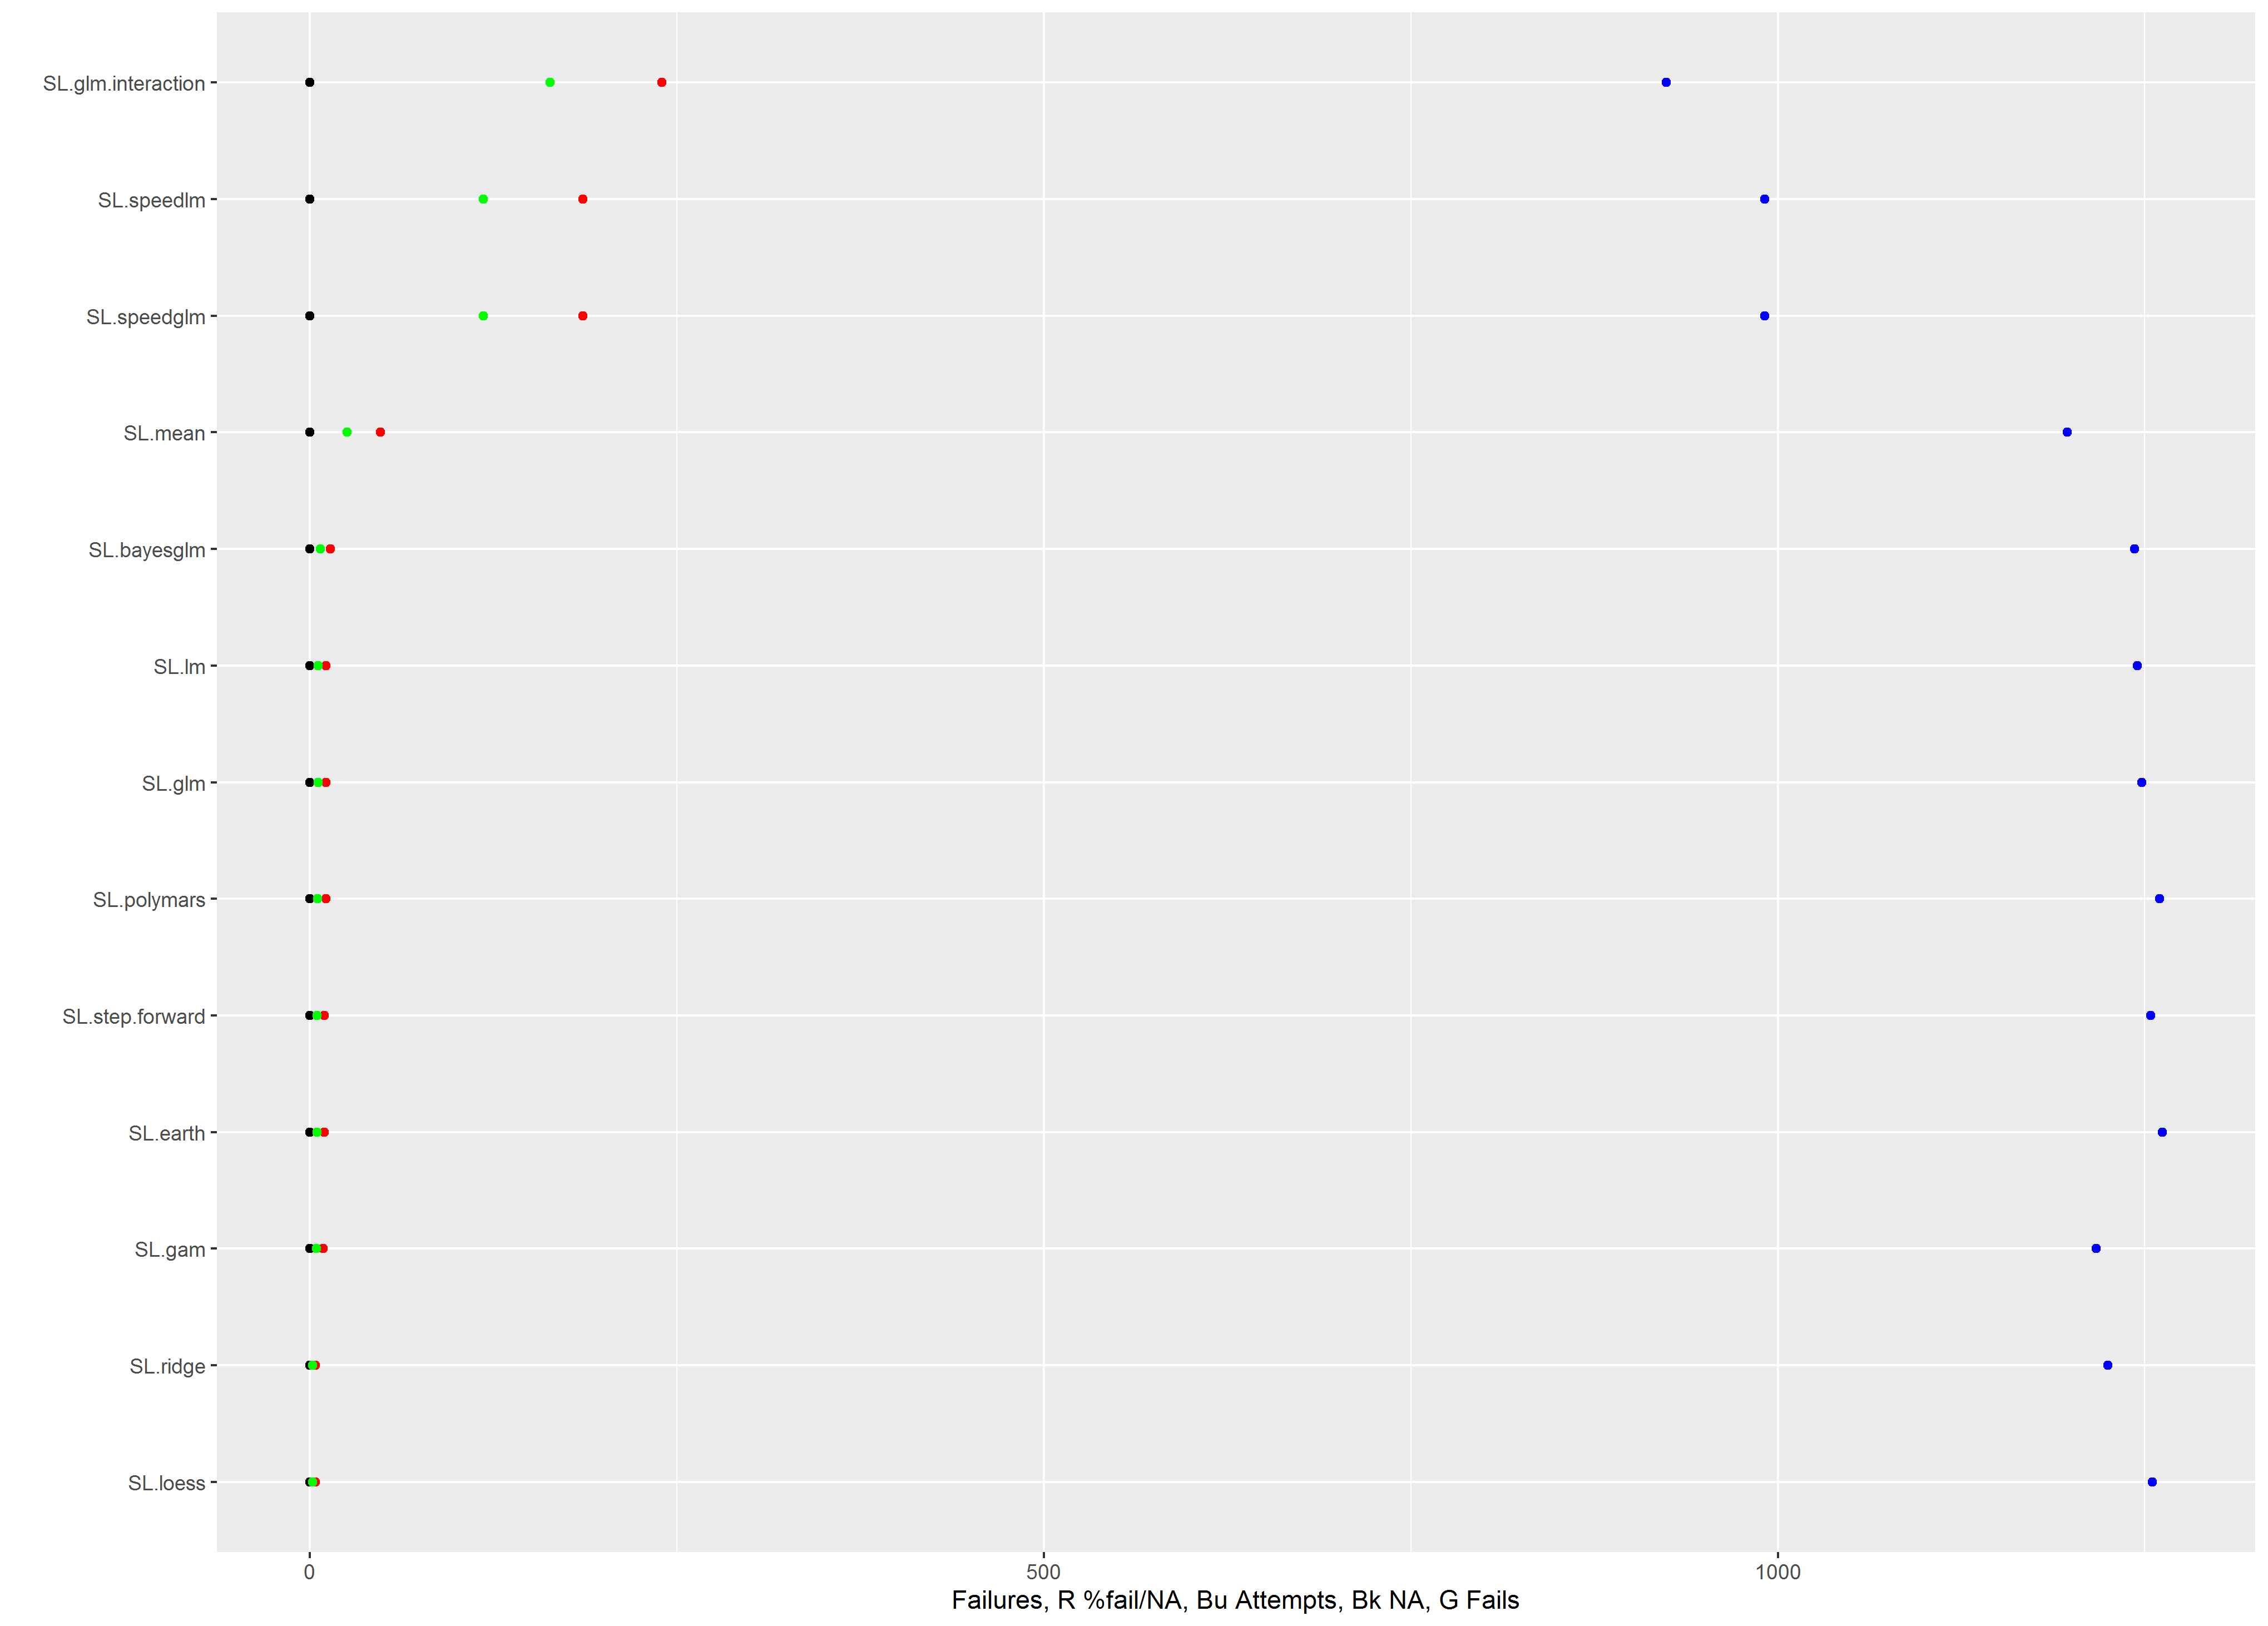 SL.glm.interaction
SL.speedlm
SL.speedglm
SL.mean
SL.bayesglm
SL.lm
SL.glm
SL.polymars
SL.step.forward
SL.earth
SL.gam
SL.ridge
SL.loess
0 500 1000
Failures, R %fail/NA, Bu Attempts, Bk NA, G Fails